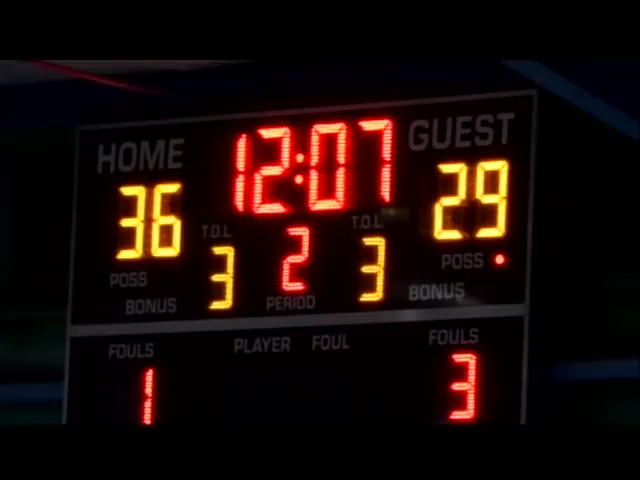 HOME 12:07 GUEST
36 29
T.O.L. 2 T.O.L.
3 3
POSS POSS
BONUS PERIOD BONUS
FOULS PLAYER FOUL FOULS
1 3